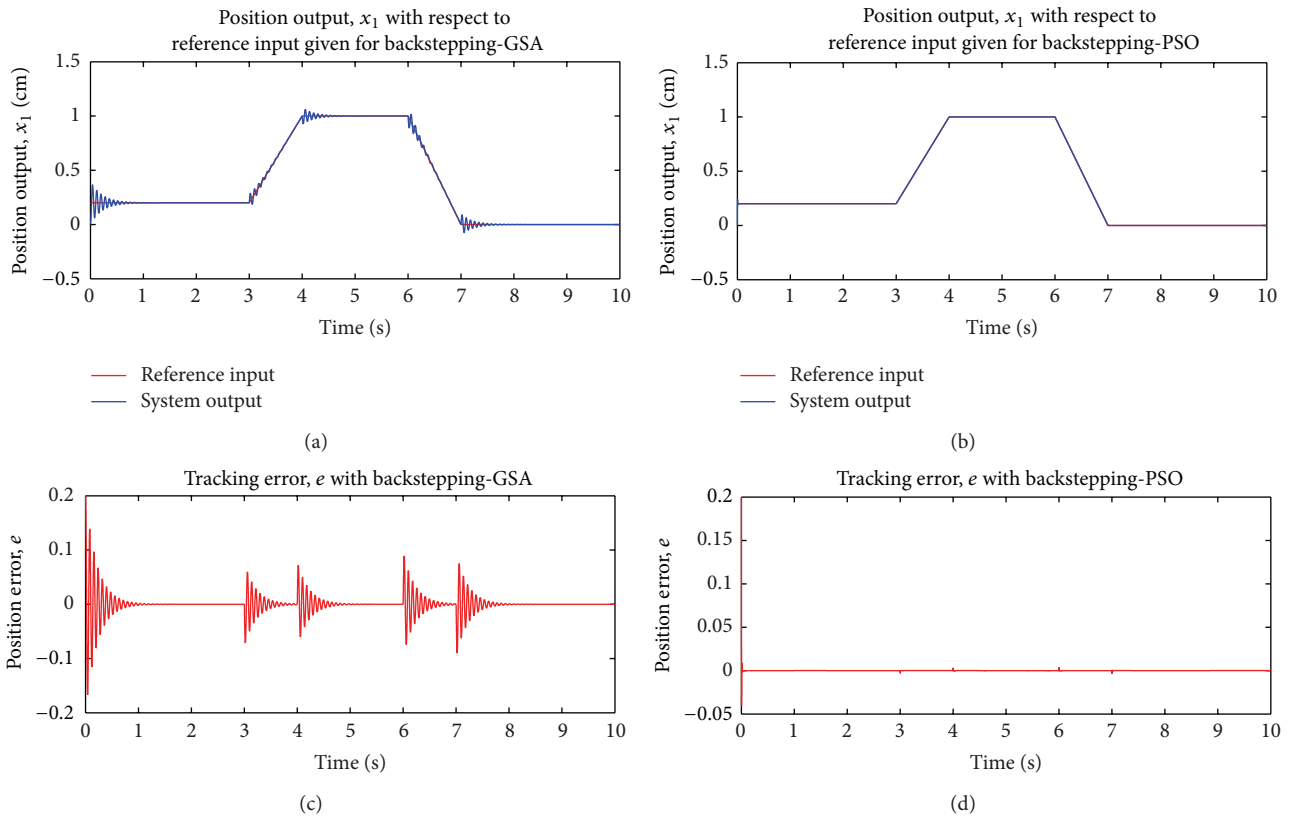 Position output, x1 with respect to
reference input given for backstepping-GSA
1.5
1
0.5
0
−0.5
Position output, x1 (cm)
0 1 2 3 4 5 6 7 8 9 10
Time (s)
Reference input
System output
(a)
Position output, x1 with respect to
reference input given for backstepping-PSO
1.5
1
0.5
0
−0.5
Position output, x1 (cm)
0 1 2 3 4 5 6 7 8 9 10
Time (s)
Reference input
System output
(b)
Tracking error, e with backstepping-GSA
0.2
0.1
0
−0.1
−0.2
Position error, e
0 1 2 3 4 5 6 7 8 9 10
Time (s)
(c)
Tracking error, e with backstepping-PSO
0.2
0.15
0.1
0.05
0
−0.05
Position error, e
0 1 2 3 4 5 6 7 8 9 10
Time (s)
(d)